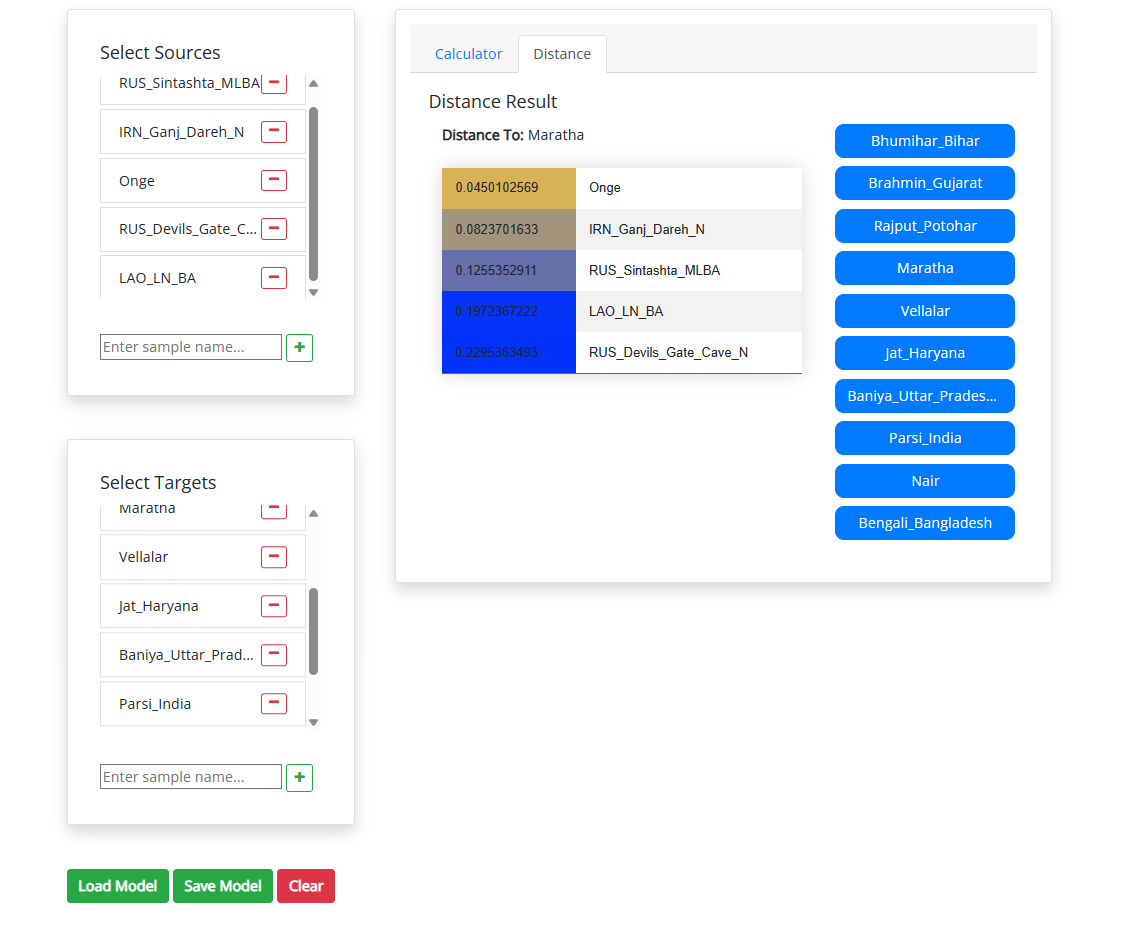 Select Sources
RUS_Sintashta_MLBA
IRN_Ganj_Dareh_N
Onge
RUS_Devils_Gate_C...
LAO_LN_BA
Enter sample name...
Select Targets
Maratha
Vellalar
Jat_Haryana
Baniya_Uttar_Prad...
Parsi_India
Enter sample name...
Load Model Save Model Clear
Calculator Distance
Distance Result
Distance To: Maratha
0.0450102569 Onge
0.0823701633 IRN_Ganj_Dareh_N
0.1255352911 RUS_Sintashta_MLBA
0.1972367222 LAO_LN_BA
0.2295363493 RUS_Devils_Gate_Cave_N
Bhumihar_Bihar
Brahmin_Gujarat
Rajput_Potohar
Maratha
Vellalar
Jat_Haryana
Baniya_Uttar_Prades...
Parsi_India
Nair
Bengali_Bangladesh